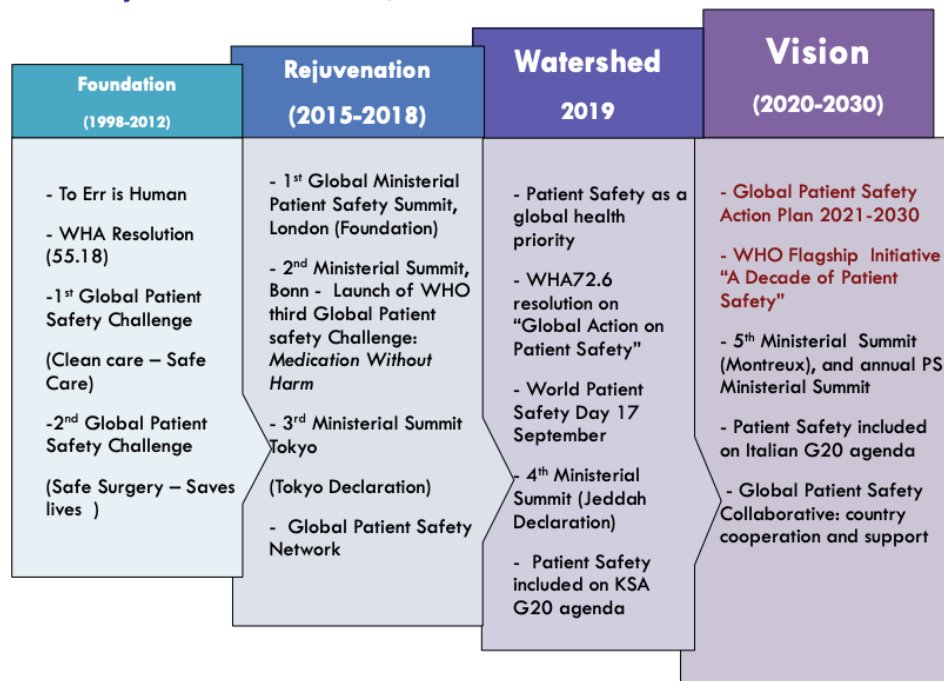 Foundation
(1998-2012)
- To Err is Human
- WHA Resolution
(55.18)
-1st Global Patient
Safety Challenge
(Clean care – Safe
Care)
-2nd Global Patient
Safety Challenge
(Safe Surgery – Saves
lives )
Rejuvenation
(2015-2018)
- 1st Global Ministerial
Patient Safety Summit,
London (Foundation)
- 2nd Ministerial Summit,
Bonn - Launch of WHO
third Global Patient
safety Challenge:
Medication Without
Harm
- 3rd Ministerial Summit
Tokyo
(Tokyo Declaration)
- Global Patient Safety
Network
Watershed
2019
- Patient Safety as a
global health
priority
- WHA72.6
resolution on
“Global Action on
Patient Safety”
- World Patient
Safety Day 17
September
- 4th Ministerial
Summit (Jeddah
Declaration)
- Patient Safety
included on KSA
G20 agenda
Vision
(2020-2030)
- Global Patient Safety
Action Plan 2021-2030
- WHO Flagship Initiative
“A Decade of Patient
Safety”
- 5th Ministerial Summit
(Montreux), and annual PS
Ministerial Summit
- Patient Safety included
on Italian G20 agenda
- Global Patient Safety
Collaborative: country
cooperation and support